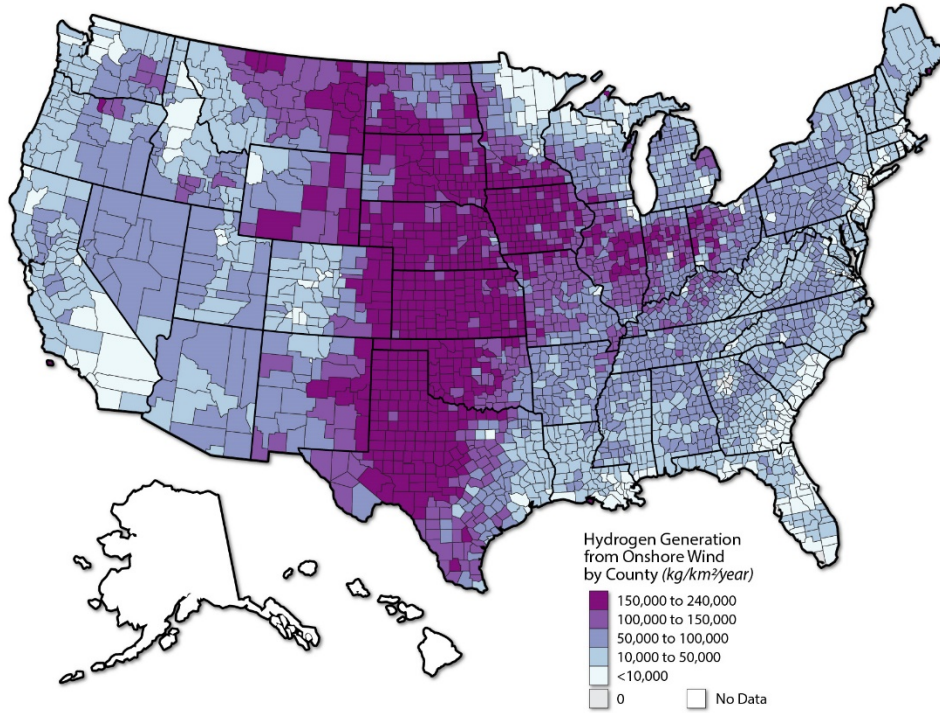 Hydrogen Generation
from Onshore Wind
by County (kg/km²/year)
150,000 to 240,000
100,000 to 150,000
50,000 to 100,000
10,000 to 50,000
<10,000
0 No Data